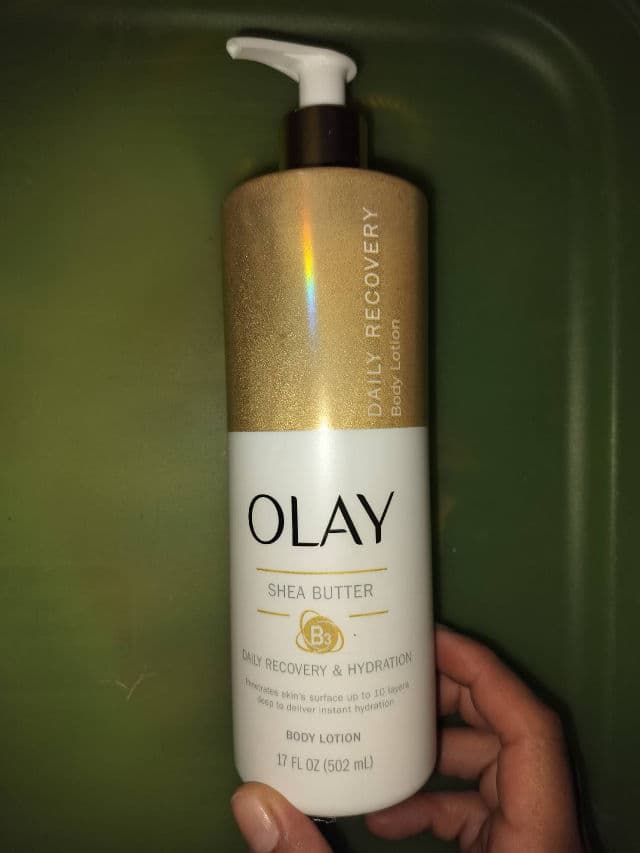 DAILY RECOVERY
Body Lotion
OLAY
SHEA BUTTER
B3
DAILY RECOVERY & HYDRATION
Penetrates skin's surface up to 10 layers
deep to deliver instant hydration
BODY LOTION
17 FL OZ (502 mL)